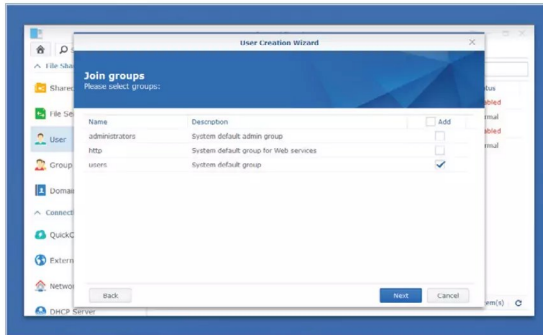 User Creation Wizard
File Sha
Join groups
Please select groups:
Shared
File Se
User
Group
Domai
Connecti
QuickC
Extern
Networ
DHCP Server
Name Description Add
administrators System default admin group
http System default group for Web services
users System default group
tus
abled
rmal
abled
rmal
Back Next Cancel
em(s)